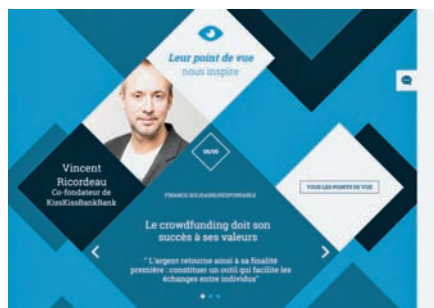 Leur point de vue
nous inspire
Vincent
Ricordeau
Co-fondateur de
KissKissBankBank
FINANCE SOLIDAIRE/RESPONSABLE
TOUS LES POINTS DE VUE
Le crowdfunding doit son
succès à ses valeurs
" L'argent retourne ainsi à sa finalité
première : constituer un outil qui facilite les
échanges entre individus"